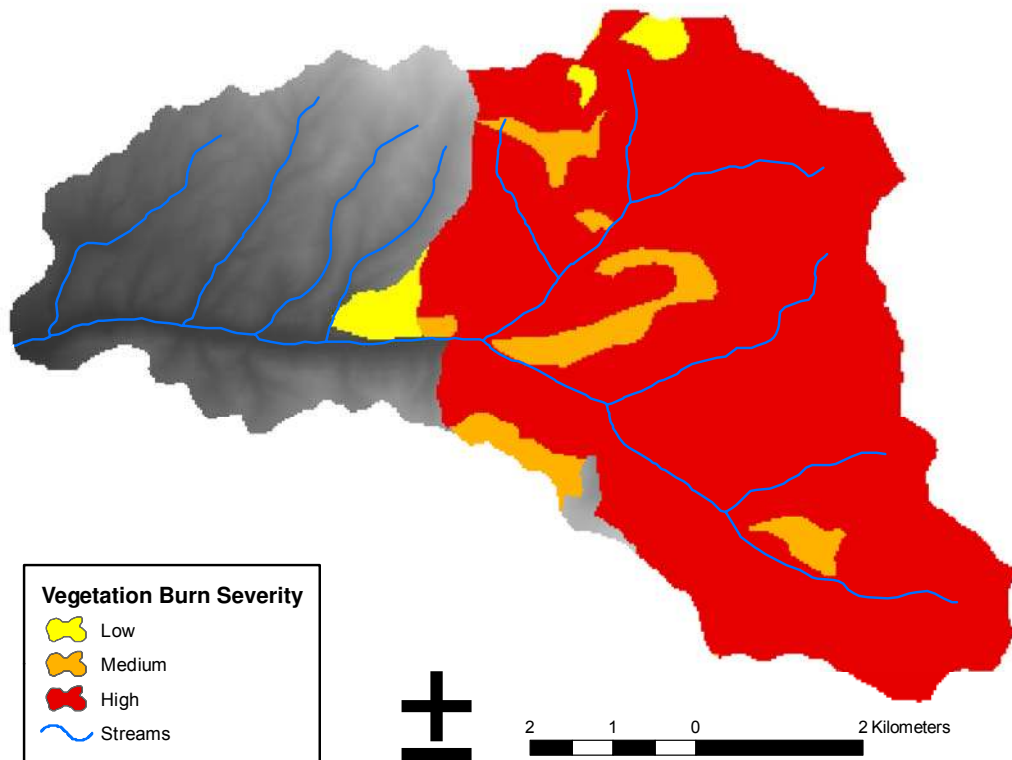 Vegetation Burn Severity
Low
Medium
High
Streams
2 1 0 2 Kilometers